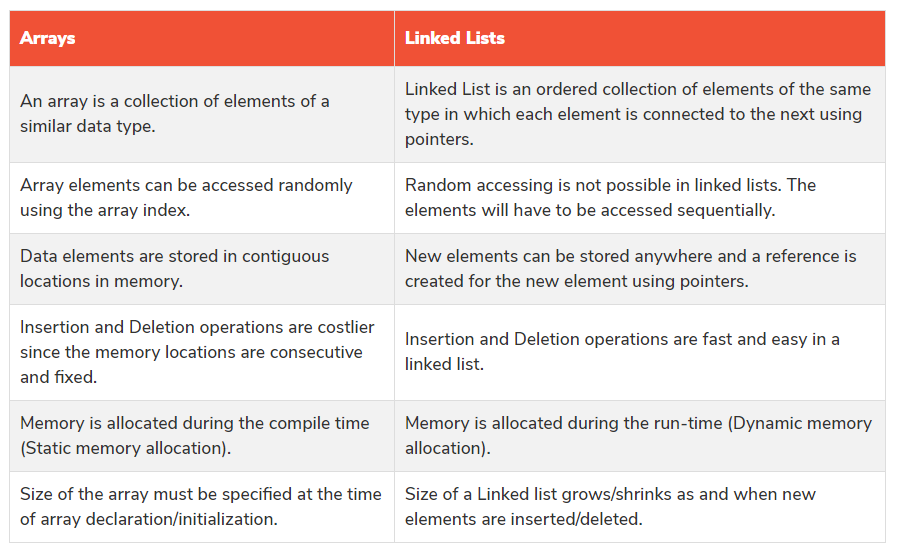 Arrays
Linked Lists
An array is a collection of elements of a
similar data type.
Linked List is an ordered collection of elements of the same
type in which each element is connected to the next using
pointers.
Array elements can be accessed randomly
using the array index.
Random accessing is not possible in linked lists. The
elements will have to be accessed sequentially.
Data elements are stored in contiguous
locations in memory.
New elements can be stored anywhere and a reference is
created for the new element using pointers.
Insertion and Deletion operations are costlier
since the memory locations are consecutive
and fixed.
Insertion and Deletion operations are fast and easy in a
linked list.
Memory is allocated during the compile time
(Static memory allocation).
Memory is allocated during the run-time (Dynamic memory
allocation).
Size of the array must be specified at the time
of array declaration/initialization.
Size of a Linked list grows/shrinks as and when new
elements are inserted/deleted.